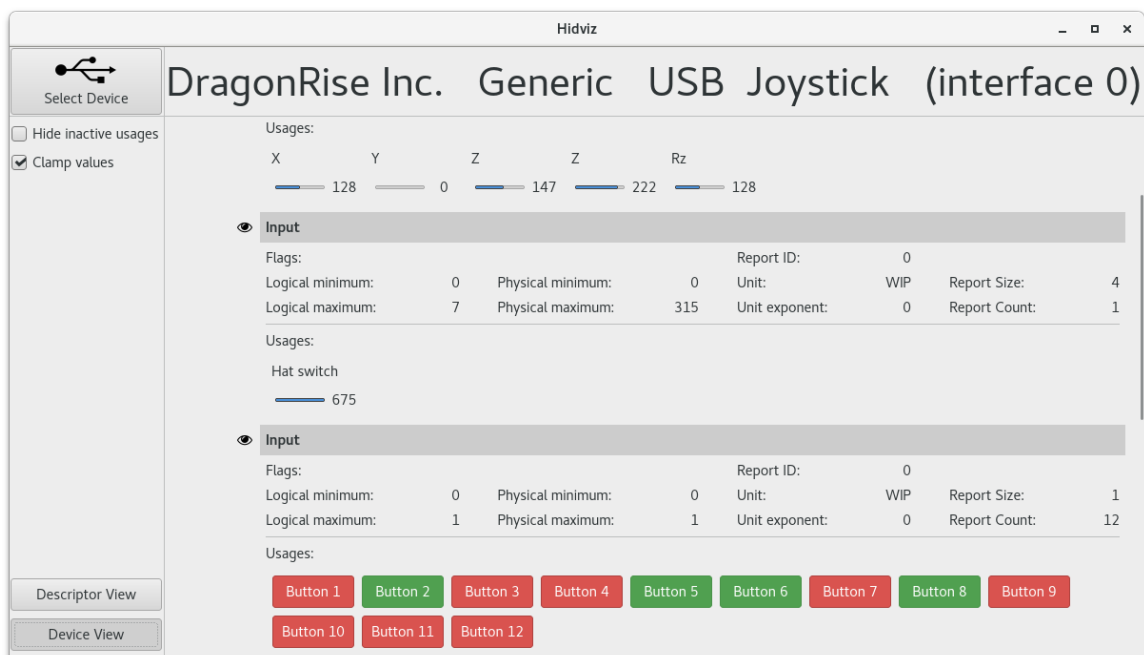 Hidviz
Select Device
DragonRise Inc. Generic USB Joystick (interface 0)
Hide inactive usages
Clamp values
Usages:
X Y Z Z Rz
128 0 147 222 128
Input
Flags: Report ID: 0
Logical minimum: 0 Physical minimum: 0 Unit: WIP Report Size: 4
Logical maximum: 7 Physical maximum: 315 Unit exponent: 0 Report Count: 1
Usages:
Hat switch
675
Input
Flags: Report ID: 0
Logical minimum: 0 Physical minimum: 0 Unit: WIP Report Size: 1
Logical maximum: 1 Physical maximum: 1 Unit exponent: 0 Report Count: 12
Usages:
Button 1 Button 2 Button 3 Button 4 Button 5 Button 6 Button 7 Button 8 Button 9
Button 10 Button 11 Button 12
Descriptor View
Device View